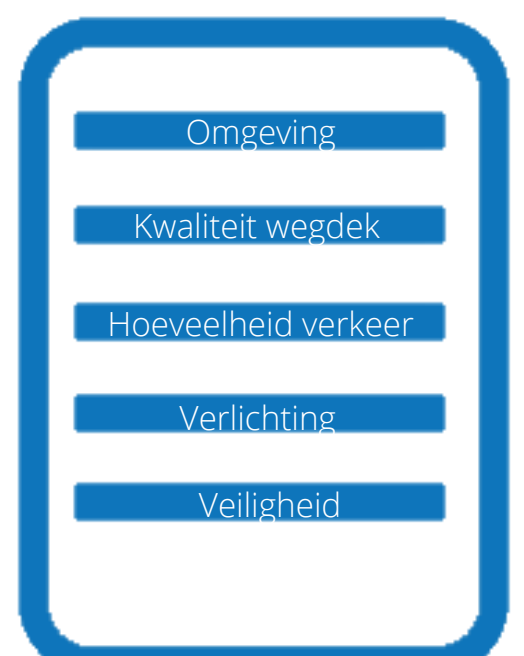 Omgeving
Kwaliteit wegdek
Hoeveelheid verkeer
Verlichting
Veiligheid